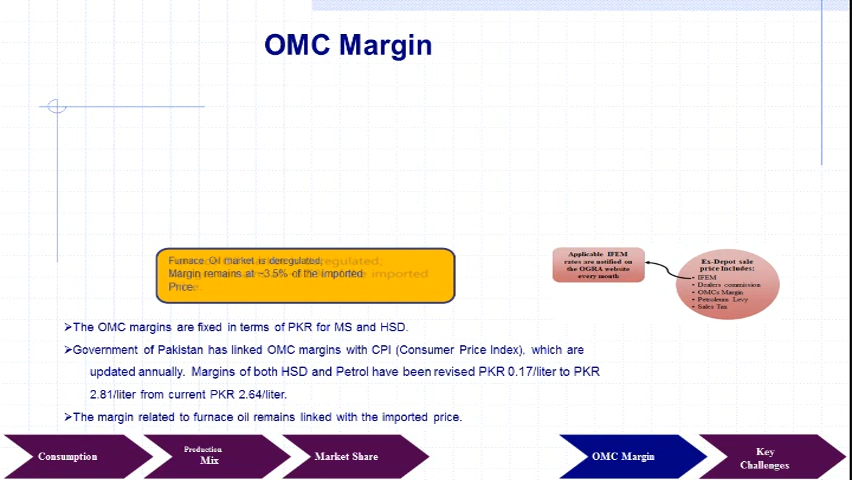 OMC Margin
Furnace Oil market is deregulated;
Margin remains at ~3.5% of the imported
Price.
Applicable IFEM
rates are notified on
the OGRA website
every month
Ex-Depot sale
price Includes:
• IFEM
• Dealers commission
• OMCs Margin
• Petroleum Levy
• Sales Tax
➢The OMC margins are fixed in terms of PKR for MS and HSD.
➢Government of Pakistan has linked OMC margins with CPI (Consumer Price Index), which are
updated annually. Margins of both HSD and Petrol have been revised PKR 0.17/liter to PKR
2.81/liter from current PKR 2.64/liter.
➢The margin related to furnace oil remains linked with the imported price.
Consumption
Production
Mix
Market Share
OMC Margin
Key
Challenges